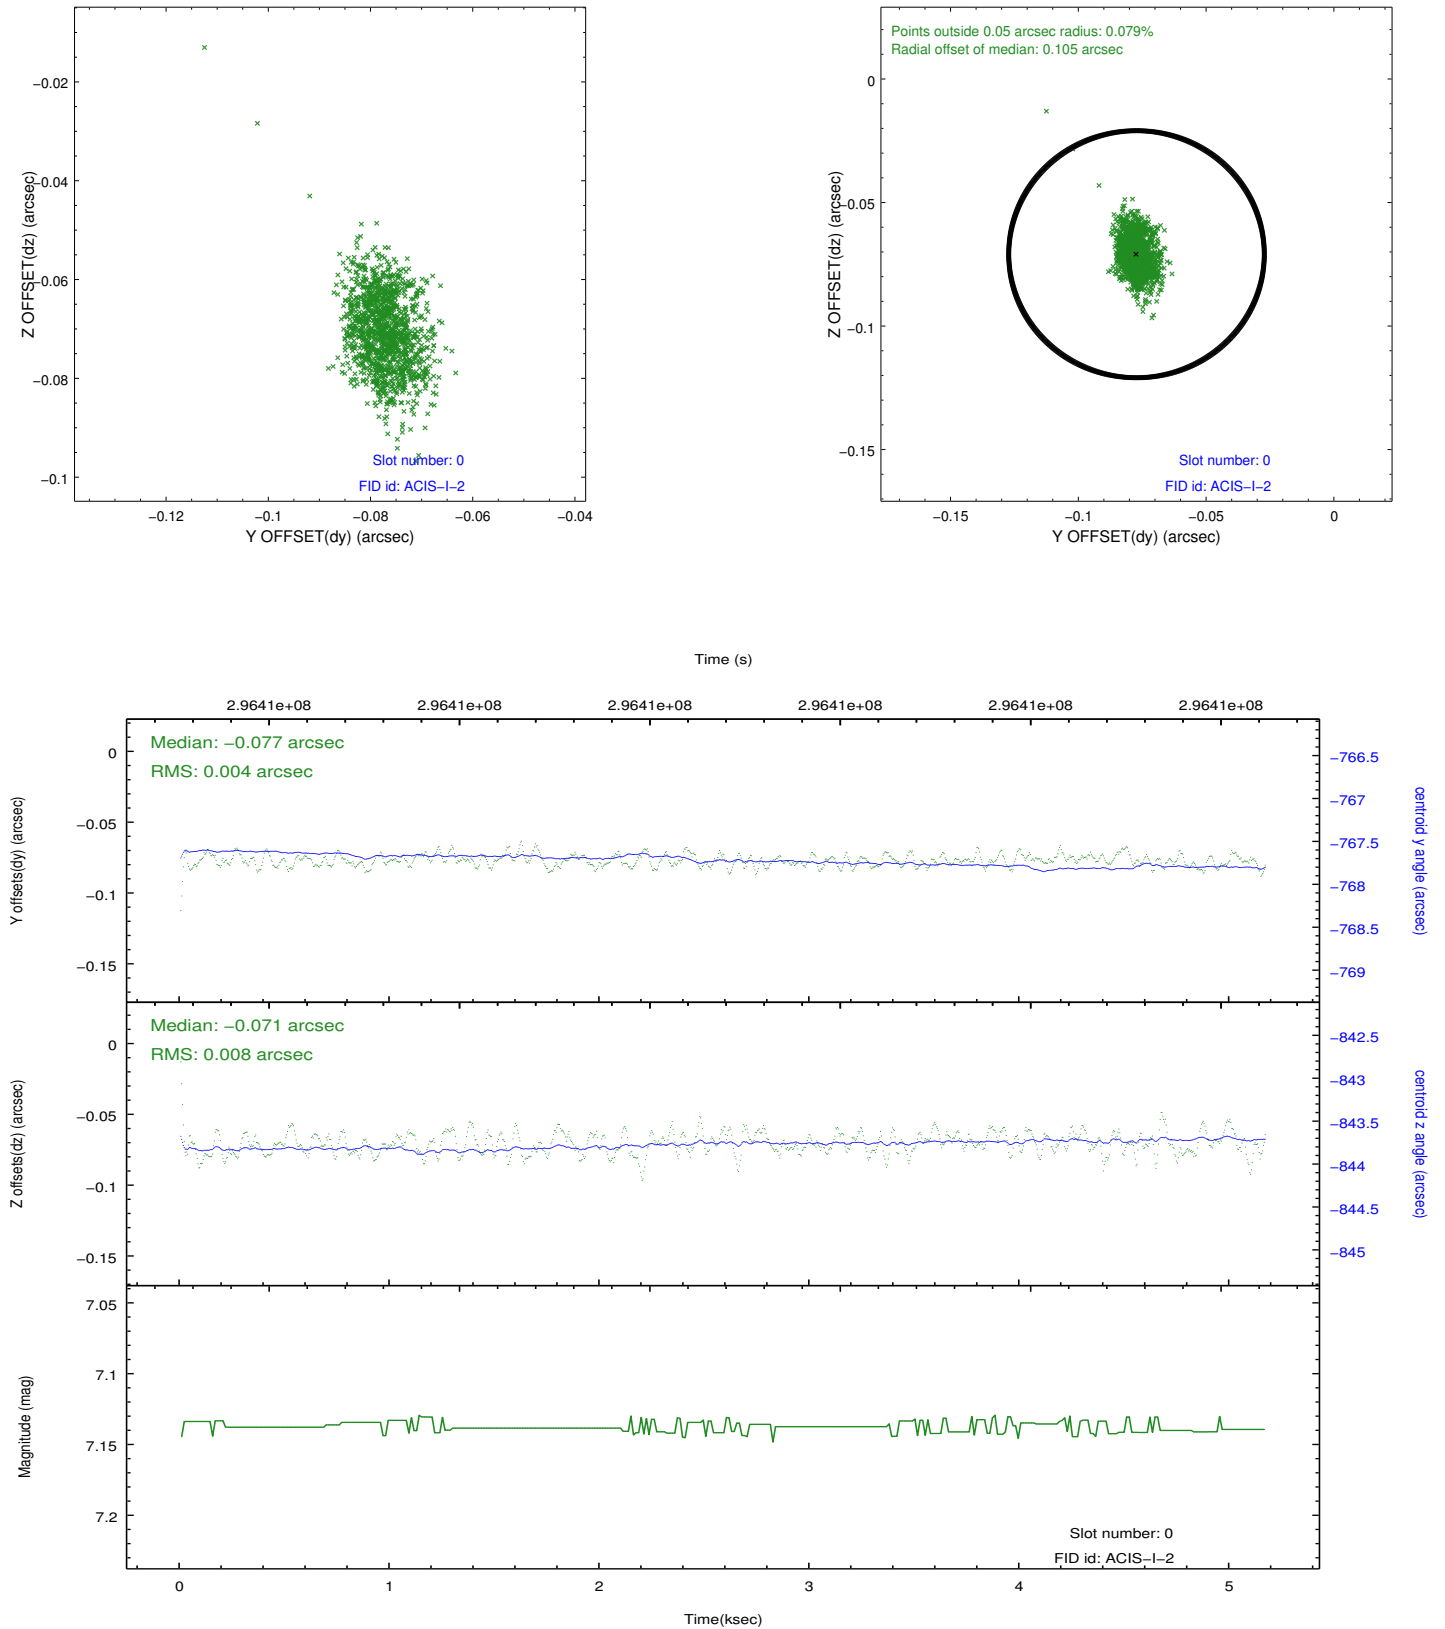 −0.02
−0.04
−0.06
−0.08
−0.1
Z OFFSET(dz) (arcsec)
Slot number: 0
FID id: ACIS−I−2
−0.12
−0.1
−0.08
−0.06
−0.04
Y OFFSET(dy) (arcsec)
Points outside 0.05 arcsec radius: 0.079%
Radial offset of median: 0.105 arcsec
0
−0.05
−0.1
−0.15
Z OFFSET(dz) (arcsec)
Slot number: 0
FID id: ACIS−I−2
−0.15
−0.1
−0.05
0
Y OFFSET(dy) (arcsec)
Time (s)
2.9641e+08
2.9641e+08
2.9641e+08
2.9641e+08
2.9641e+08
2.9641e+08
Median: −0.077 arcsec
RMS: 0.004 arcsec
0
−0.05
−0.1
−0.15
Y offsets(dy) (arcsec)
−766.5
−767
−767.5
−768
−768.5
−769
centroid y angle (arcsec)
Median: −0.071 arcsec
RMS: 0.008 arcsec
0
−0.05
−0.1
−0.15
Z offsets(dz) (arcsec)
−842.5
−843
−843.5
−844
−844.5
−845
centroid z angle (arcsec)
7.05
7.1
7.15
7.2
Magnitude (mag)
Slot number: 0
FID id: ACIS−I−2
0
1
2
3
4
5
Time(ksec)